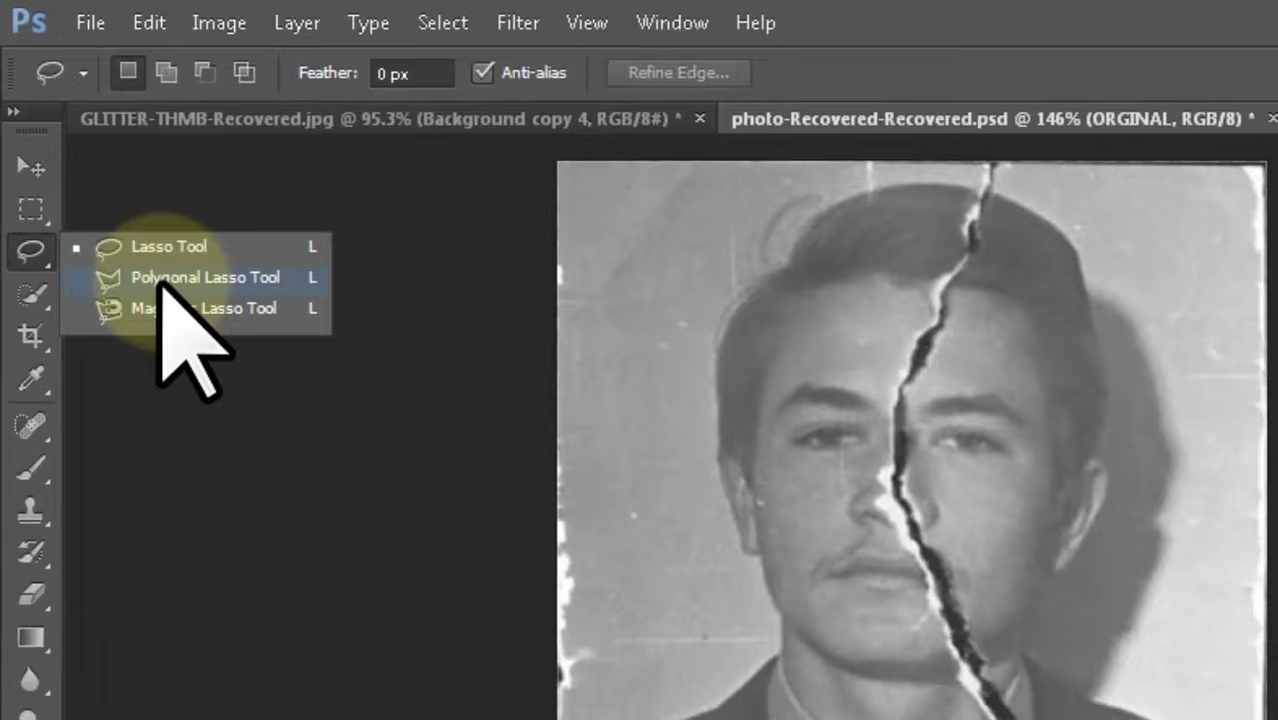 Ps File Edit Image Layer Type Select Filter View Window Help
Feather: 0 px Anti-alias Refine Edge...
GLITTER-THMB-Recovered.jpg @ 95.3% (Background copy 4, RGB/8#) * × photo-Recovered-Recovered.psd @ 146% (ORGINAL, RGB/8) * ×
Lasso Tool L
Polygonal Lasso Tool L
Lasso Tool L